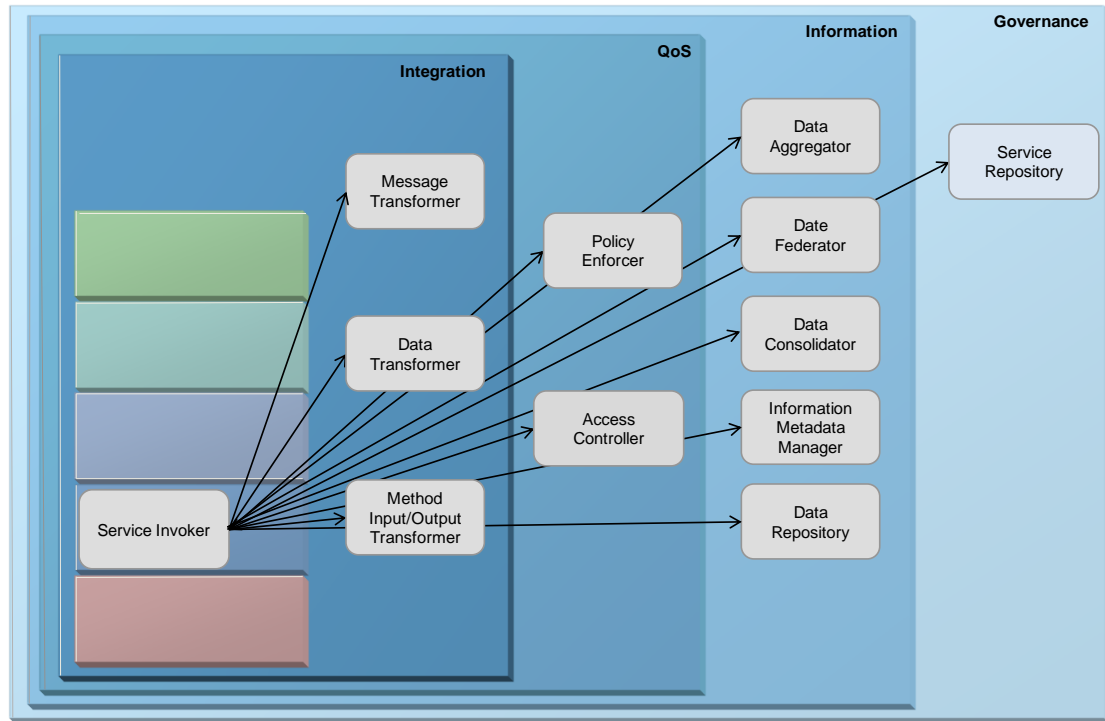 Governance
Information
QoS
Integration
Data
Aggregator
Service
Repository
Message
Transformer
Policy
Enforcer
Date
Federator
Data
Transformer
Data
Consolidator
Access
Controller
Information
Metadata
Manager
Service Invoker
Method
Input/Output
Transformer
Data
Repository